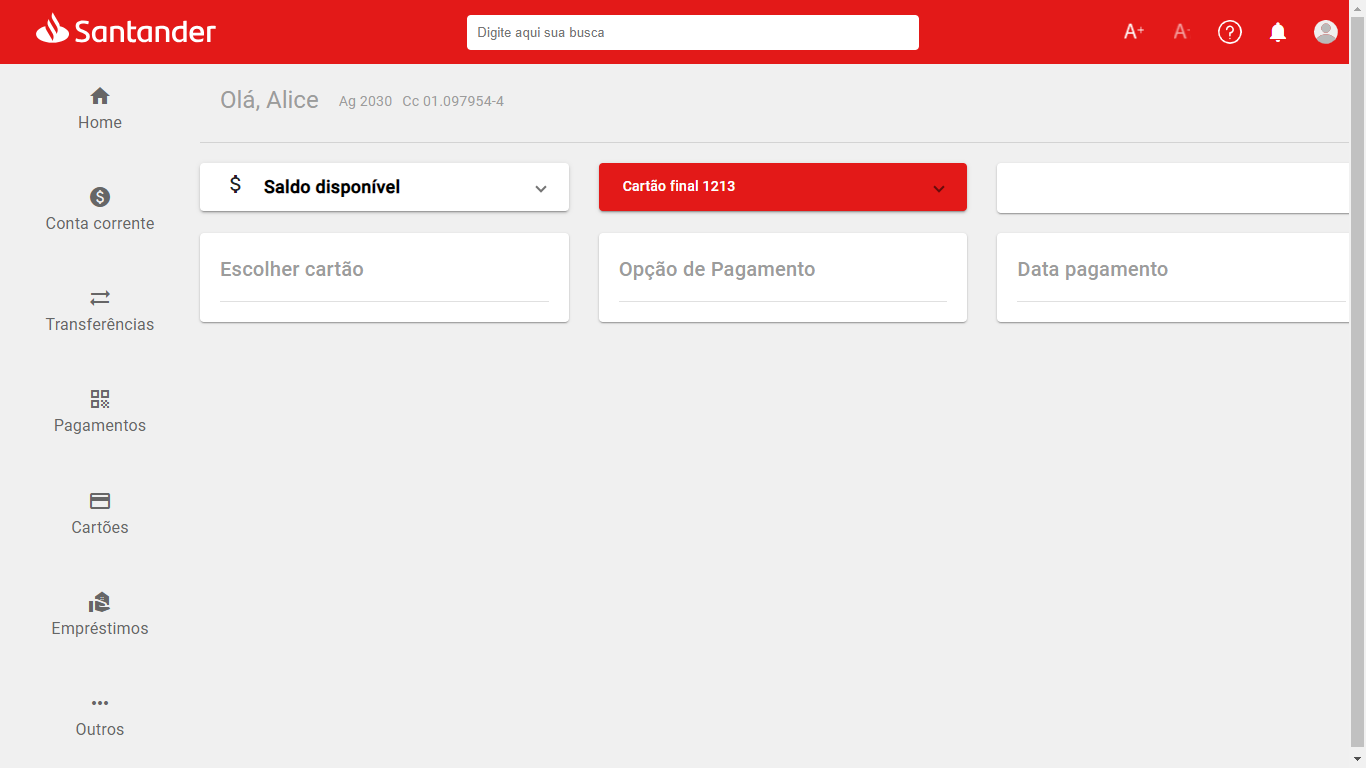 Santander
Digite aqui sua busca
A+
A-
?
Home
Conta corrente
Transferências
Pagamentos
Cartões
Empréstimos
Outros
Olá, Alice Ag 2030 Cc 01.097954-4
$ Saldo disponível
Cartão final 1213
Escolher cartão
Opção de Pagamento
Data pagamento